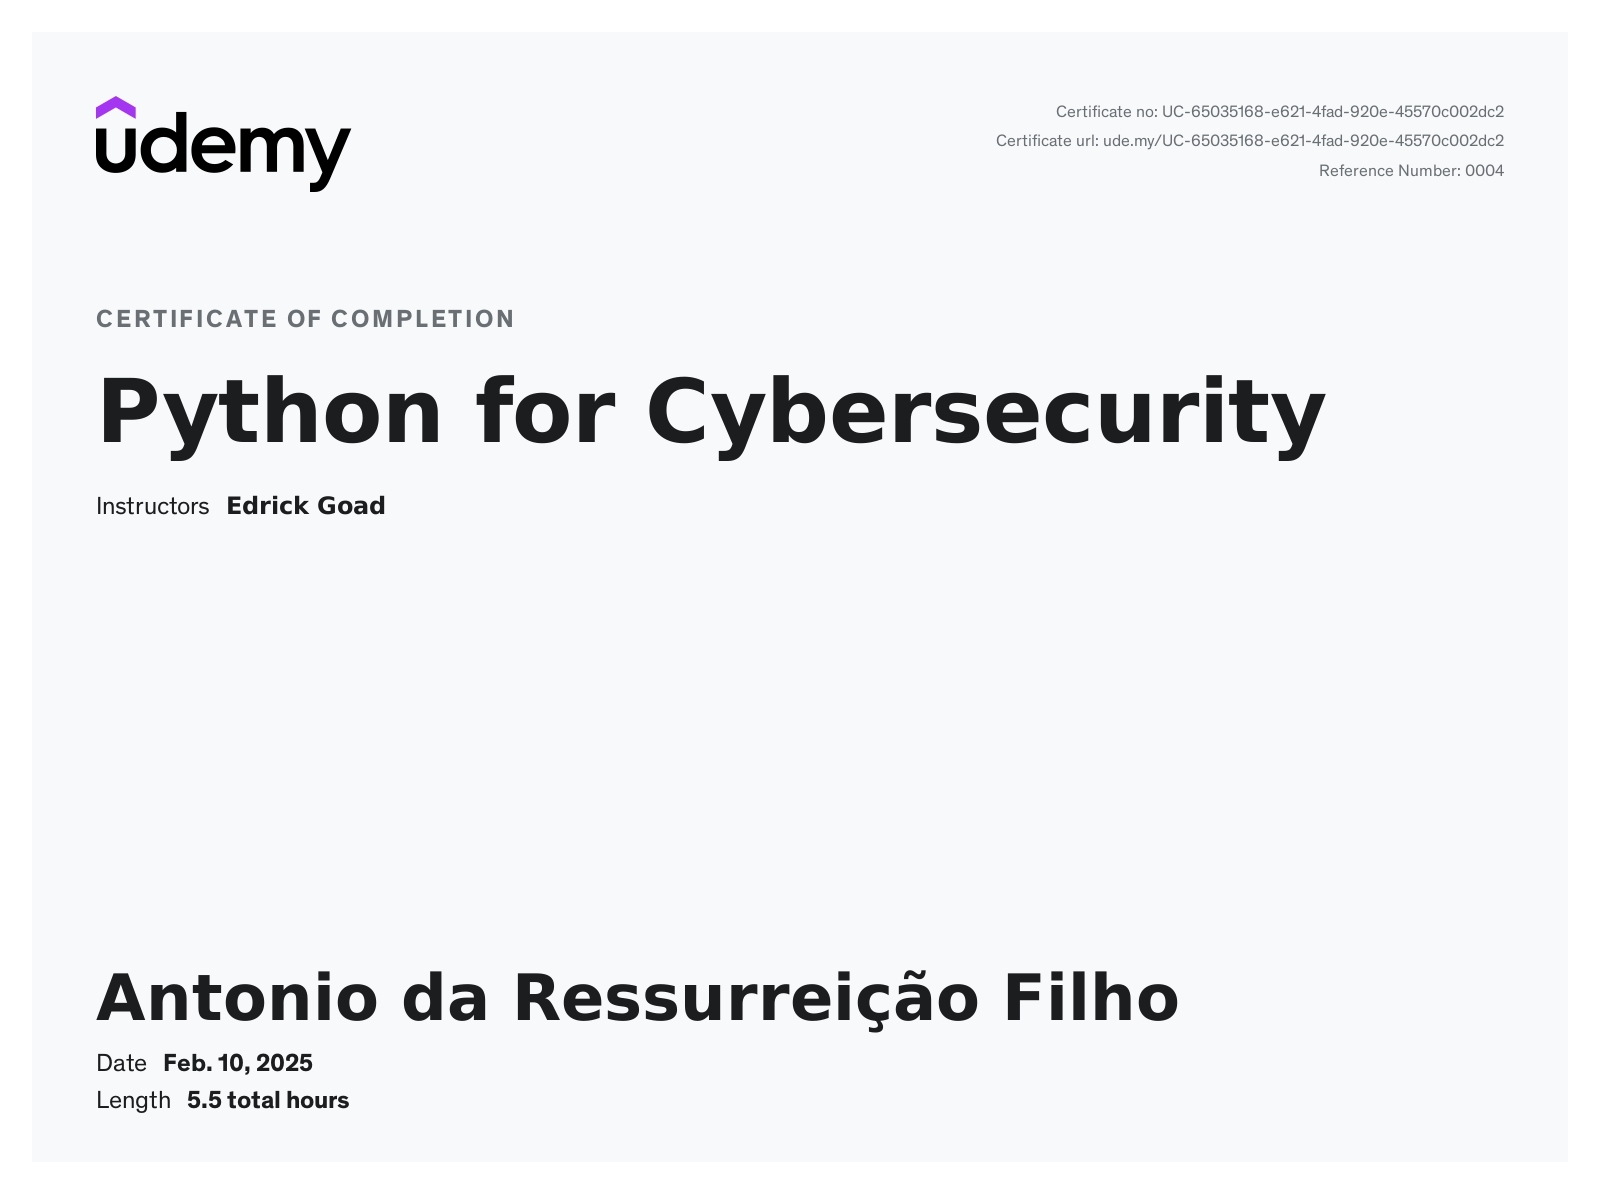 udemy
Certificate no: UC-65035168-e621-4fad-920e-45570c002dc2
Certificate url: ude.my/UC-65035168-e621-4fad-920e-45570c002dc2
Reference Number: 0004
CERTIFICATE OF COMPLETION
Python for Cybersecurity
Instructors Edrick Goad
Antonio da Ressurreição Filho
Date Feb. 10, 2025
Length 5.5 total hours